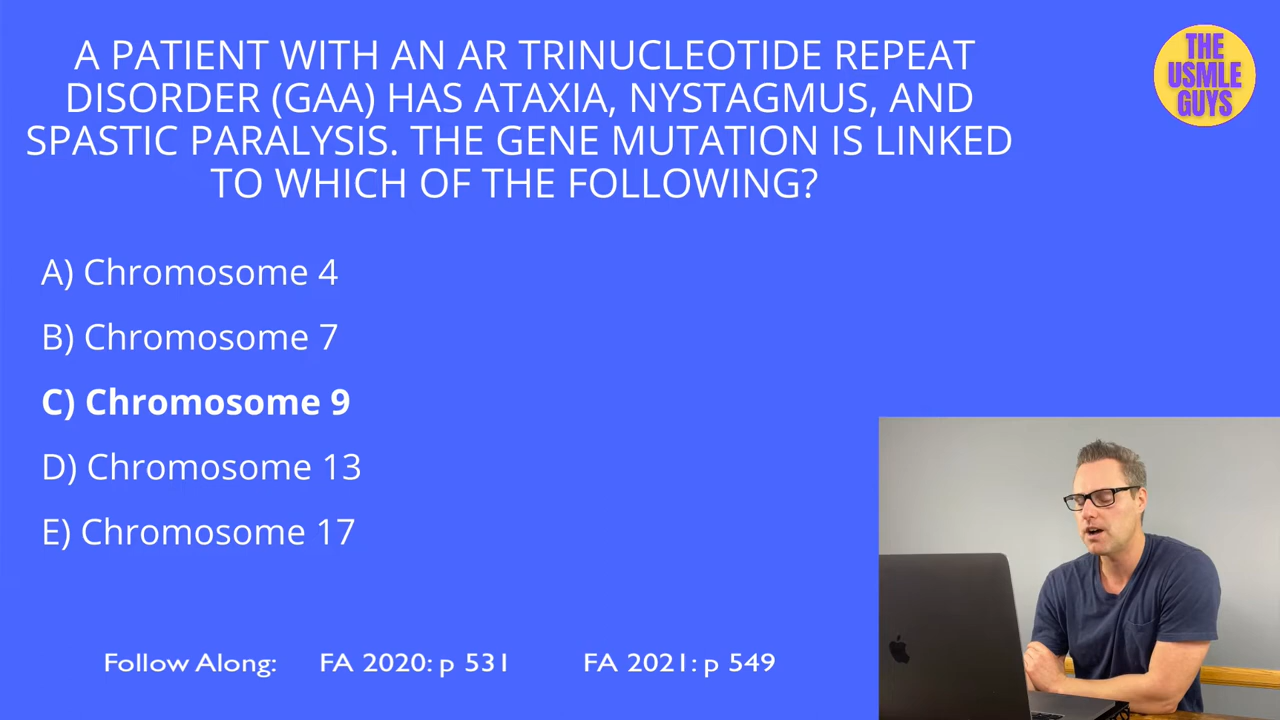 A PATIENT WITH AN AR TRINUCLEOTIDE REPEAT
DISORDER (GAA) HAS ATAXIA, NYSTAGMUS, AND
SPASTIC PARALYSIS. THE GENE MUTATION IS LINKED
TO WHICH OF THE FOLLOWING?
THE
USMLE
GUYS
A) Chromosome 4
B) Chromosome 7
C) Chromosome 9
D) Chromosome 13
E) Chromosome 17
Follow Along: FA 2020: p 531 FA 2021: p 549